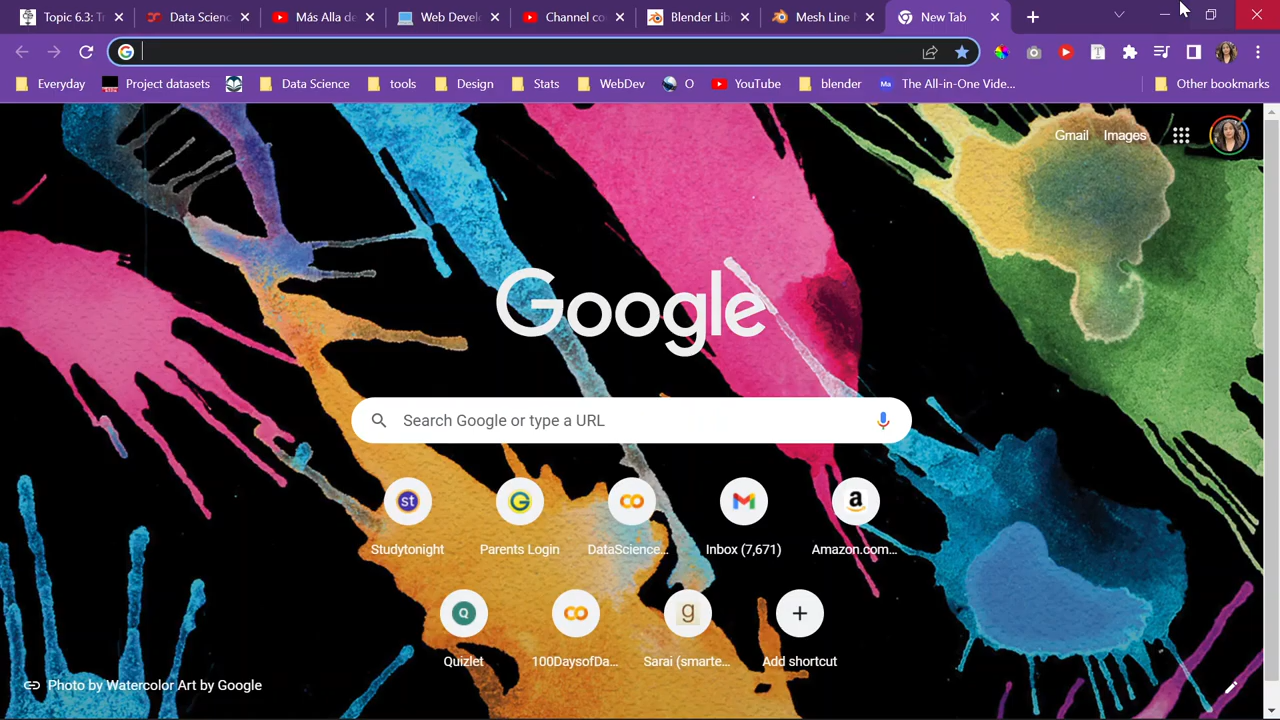 Topic 6.3: Tr
Data Scienc
Más Alla de
Web Develo
Channel co
Blender Lib
Mesh Line M
New Tab
Everyday
Project datasets
Data Science
tools
Design
Stats
WebDev
O
YouTube
blender
The All-in-One Vide...
Other bookmarks
Gmail Images
Google
Search Google or type a URL
Studytonight
Parents Login
DataScience...
Inbox (7,671)
Amazon.com...
Quizlet
100DaysofDa...
Sarai (smarte...
Add shortcut
Photo by Watercolor Art by Google